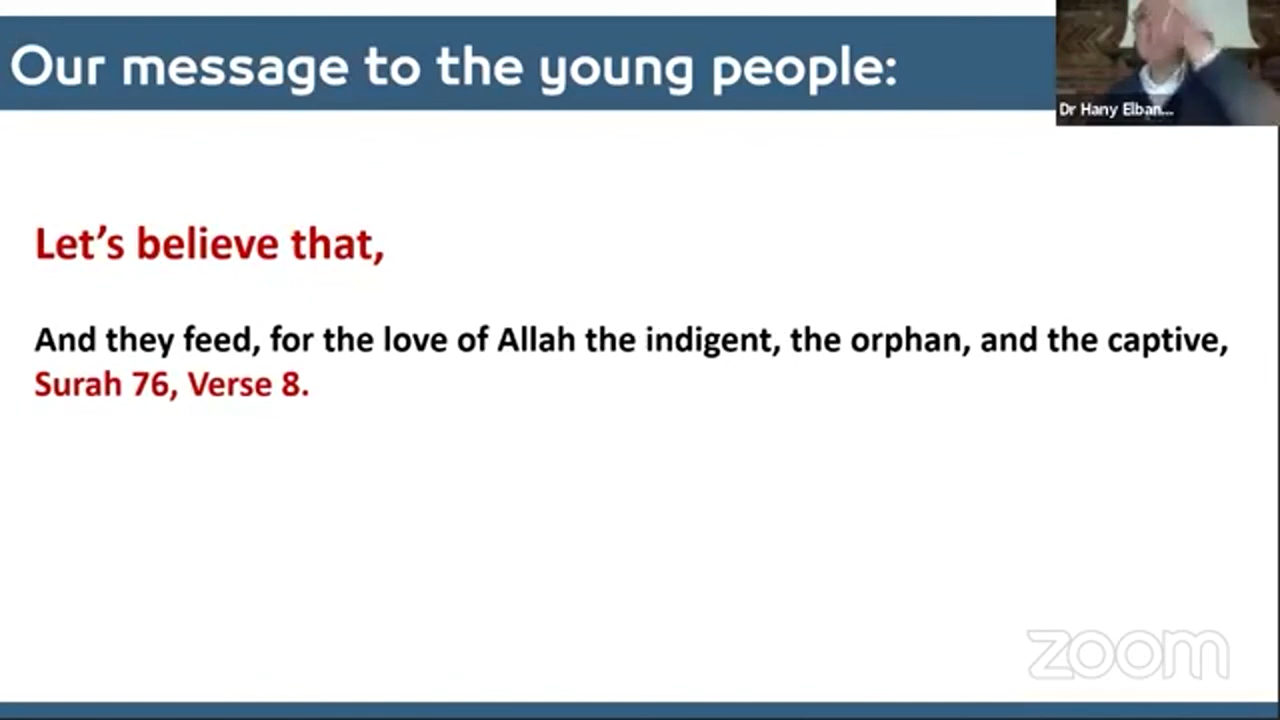 Our message to the young people:
Dr Hany Elban...
Let's believe that,
And they feed, for the love of Allah the indigent, the orphan, and the captive,
Surah 76, Verse 8.
zoom